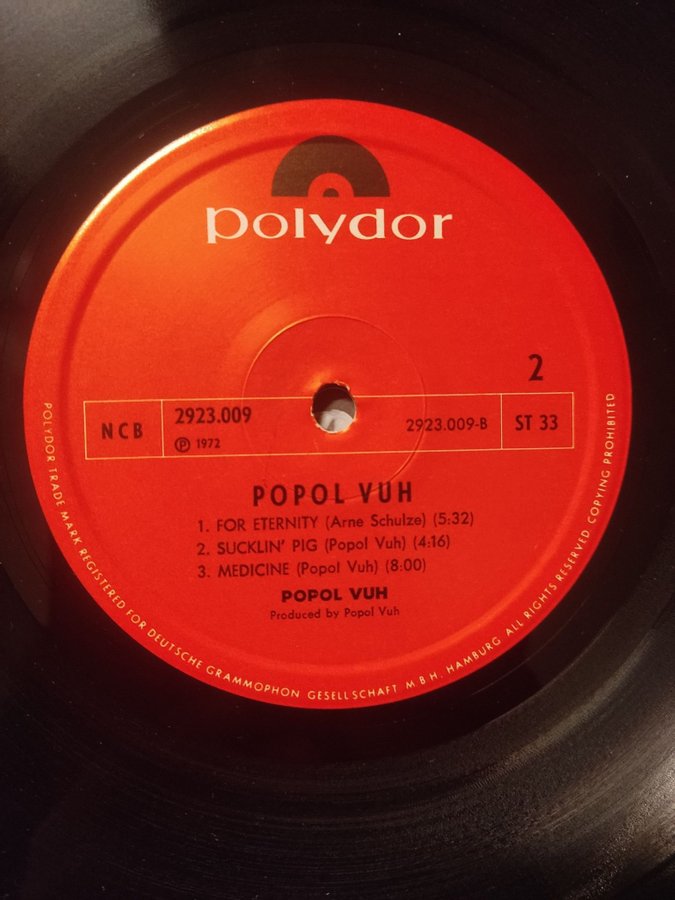 polydor
2
NCB
2923.009
℗ 1972
2923.009-B
ST 33
POPOL VUH
1. FOR ETERNITY (Arne Schulze) (5:32)
2. SUCKLIN' PIG (Popol Vuh) (4:16)
3. MEDICINE (Popol Vuh) (8:00)
POPOL VUH
Produced by Popol Vuh
POLYDOR TRADE MARK REGISTERED FOR DEUTSCHE GRAMMOPHON GESELLSCHAFT M.B.H. HAMBURG ALL RIGHTS RESERVED. COPYING PROHIBITED